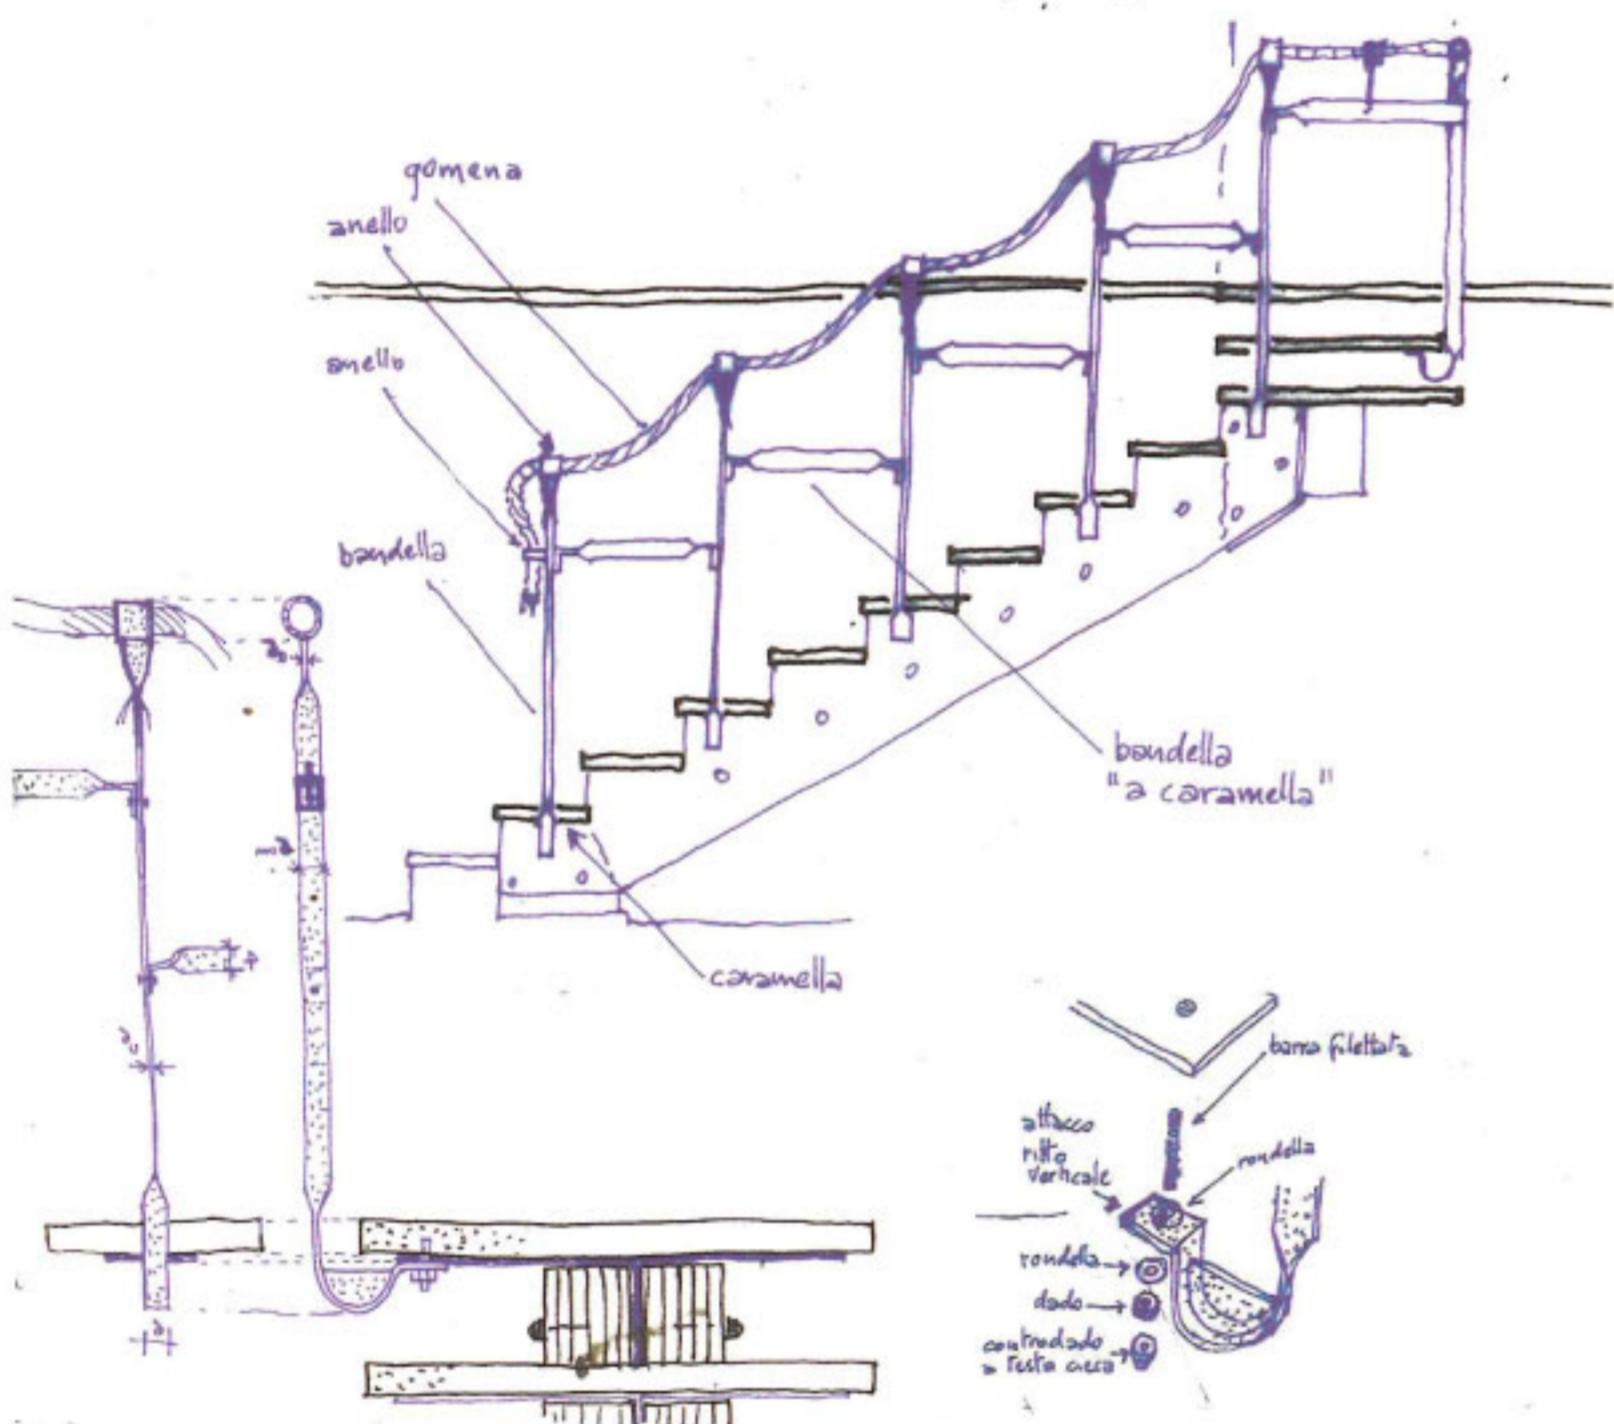 gomena
anello
anello
bandella
bandella
"a caramella"
caramella
barra filettata
attacco
ritto
verticale
rondella
rondella
dado
controdado
a testa cieca